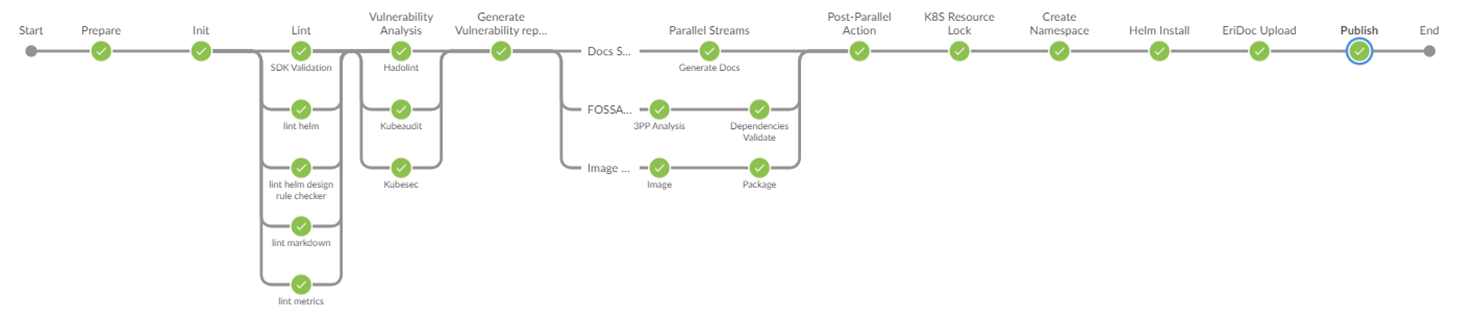 Start
Prepare
Init
Lint
Vulnerability
Analysis
Generate
Vulnerability rep...
Parallel Streams
Post-Parallel
Action
K8S Resource
Lock
Create
Namespace
Helm Install
EriDoc Upload
Publish
End
SDK Validation
Hadolint
Docs S...
Generate Docs
lint helm
Kubeaudit
FOSSA...
3PP Analysis
Dependencies
Validate
lint helm design
rule checker
Kubesec
Image ...
Image
Package
lint markdown
lint metrics